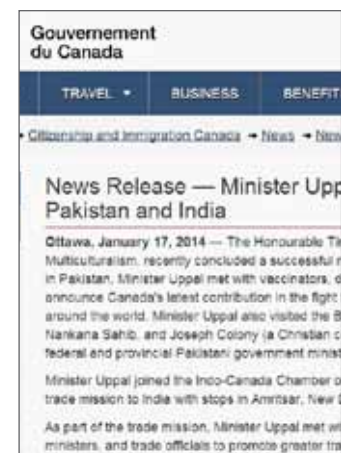 Gouvernement
du Canada
TRAVEL BUSINESS BENEFIT
Citizenship and Immigration Canada → News → New
News Release — Minister Upp
Pakistan and India
Ottawa, January 17, 2014 — The Honourable Ti
Multiculturalism, recently concluded a successful
in Pakistan, Minister Uppal met with vaccinators, d
announce Canada's latest contribution in the fight
around the world. Minister Uppal also visited the B
Nankana Sahib, and Joseph Colony (a Christian c
federal and provincial Pakistani government minist
Minister Uppal joined the Indo-Canada Chamber o
trade mission to India with stops in Amritsar, New D
As part of the trade mission, Minister Uppal met wi
ministers, and trade officials to promote greater tra